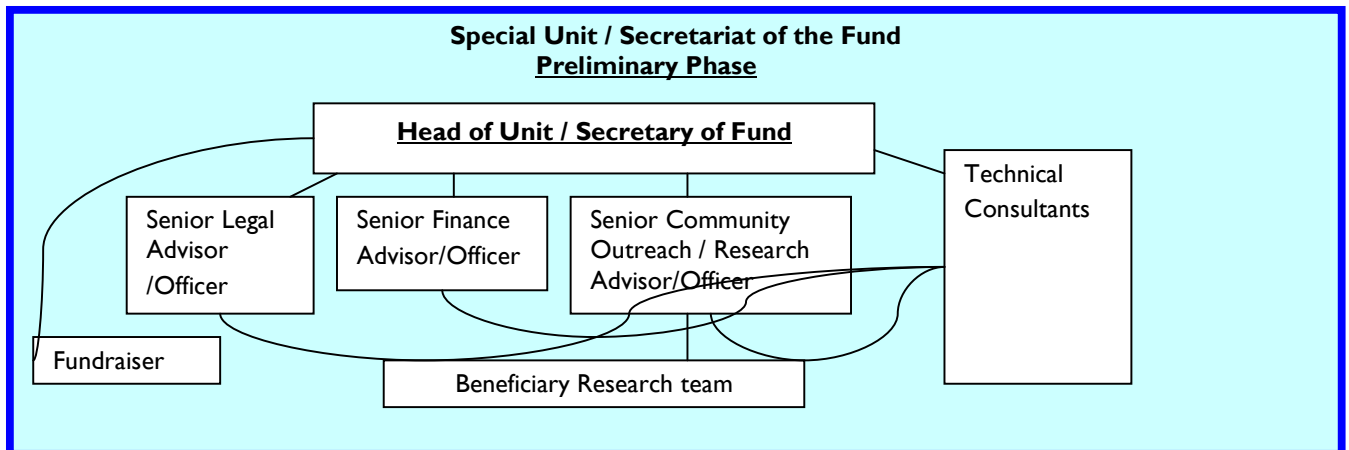 Special Unit / Secretariat of the Fund
Preliminary Phase
Head of Unit / Secretary of Fund
Technical
Consultants
Senior Legal
Advisor
/Officer
Senior Finance
Advisor/Officer
Senior Community
Outreach / Research
Advisor/Officer
Fundraiser
Beneficiary Research team